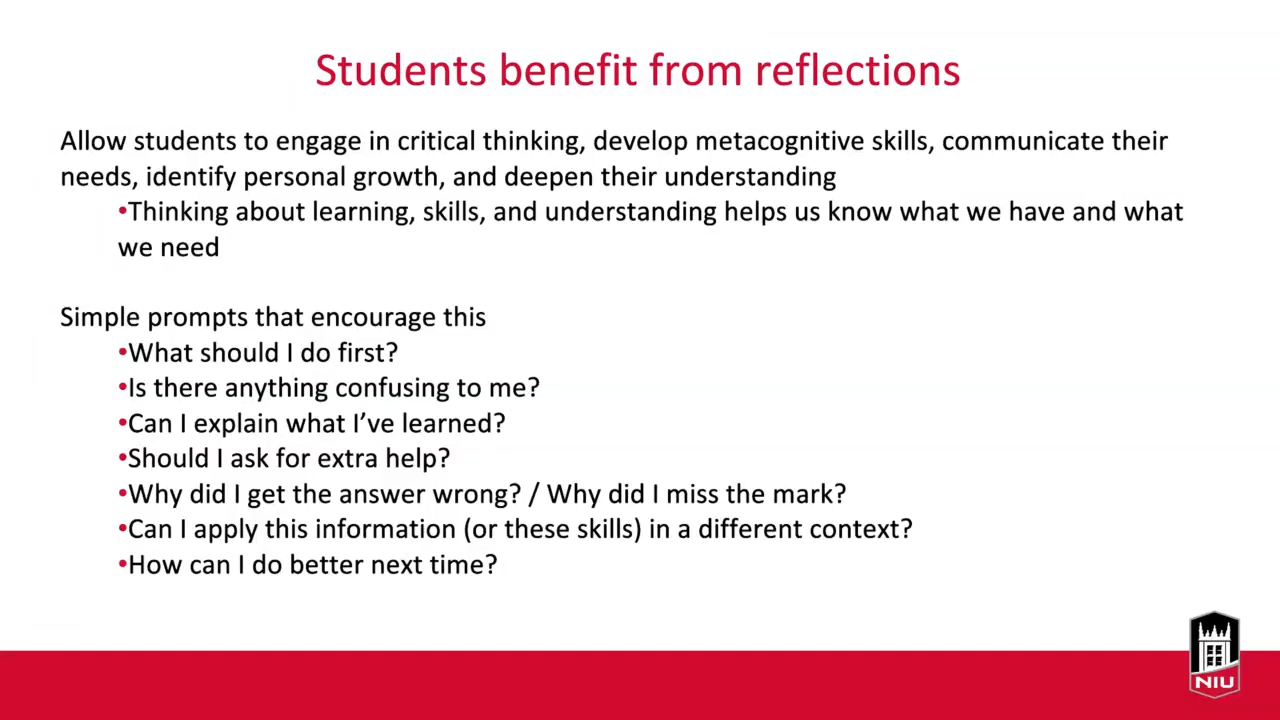 Students benefit from reflections
Allow students to engage in critical thinking, develop metacognitive skills, communicate their
needs, identify personal growth, and deepen their understanding
•Thinking about learning, skills, and understanding helps us know what we have and what
we need
Simple prompts that encourage this
•What should I do first?
•Is there anything confusing to me?
•Can I explain what I’ve learned?
•Should I ask for extra help?
•Why did I get the answer wrong? / Why did I miss the mark?
•Can I apply this information (or these skills) in a different context?
•How can I do better next time?
NIU